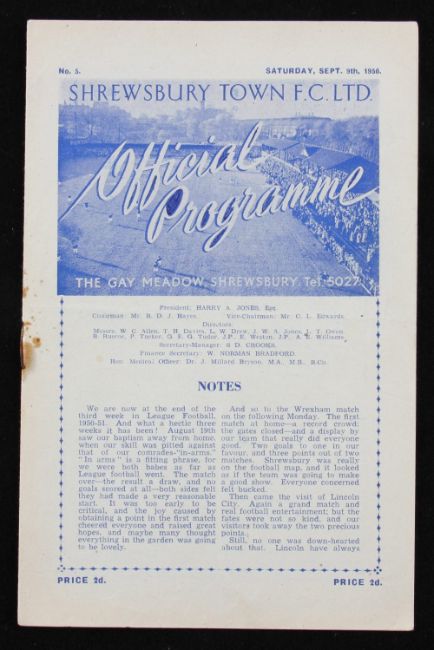 No. 5.
SATURDAY, SEPT. 9th, 1950.
SHREWSBURY TOWN F.C. LTD.
Official
Programme
THE GAY MEADOW, SHREWSBURY. Tel 5027
President: HARRY A. JONES, Esq.
Chairman: Mr. B. D. J. Hayes. Vice-Chairman: Mr. C. L. Edwards.
Directors:
Messrs. W. C. Allen, T. H. Davies, L. W. Drew, J. W. A. Jones, J. T. Owen,
B. Runcie, P. Tucker, G. E. G. Tudor, J.P., E. Weston, J.P., A. E. Williams.
Secretary-Manager: S. D. CROOKS.
Finance Secretary: W. NORMAN BRADFORD.
Hon. Medical Officer: Dr. J. Millard Bryson, M.A., M.B., B.Ch.
NOTES
We are now at the end of the
third week in League Football,
1950-51. And what a hectic three
weeks it has been! August 19th
saw our baptism away from home,
when our skill was pitted against
that of our comrades-"in-arms."
"In arms" is a fitting phrase, for
we were both babes as far as
League football went. The match
over—the result a draw, and no
goals scored at all—both sides felt
they had made a very reasonable
start. It was too early to be
critical, and the joy caused by
obtaining a point in the first match
cheered everyone and raised great
hopes, and maybe many thought
everything in the garden was going
to be lovely.
And so to the Wrexham match
on the following Monday. The first
match at home—a record crowd;
the gates closed—and a display by
our team that really did everyone
good. Two goals to one in our
favour, and three points out of two
matches. Shrewsbury was really
on the football map, and it looked
as if the team was going to make
a good show. Everyone concerned
felt bucked.
Then came the visit of Lincoln
City. Again a grand match and
real football entertainment; but the
fates were not so kind, and our
visitors took away the two precious
points.
Still, no one was down-hearted
about that. Lincoln have always
PRICE 2d.
PRICE 2d.